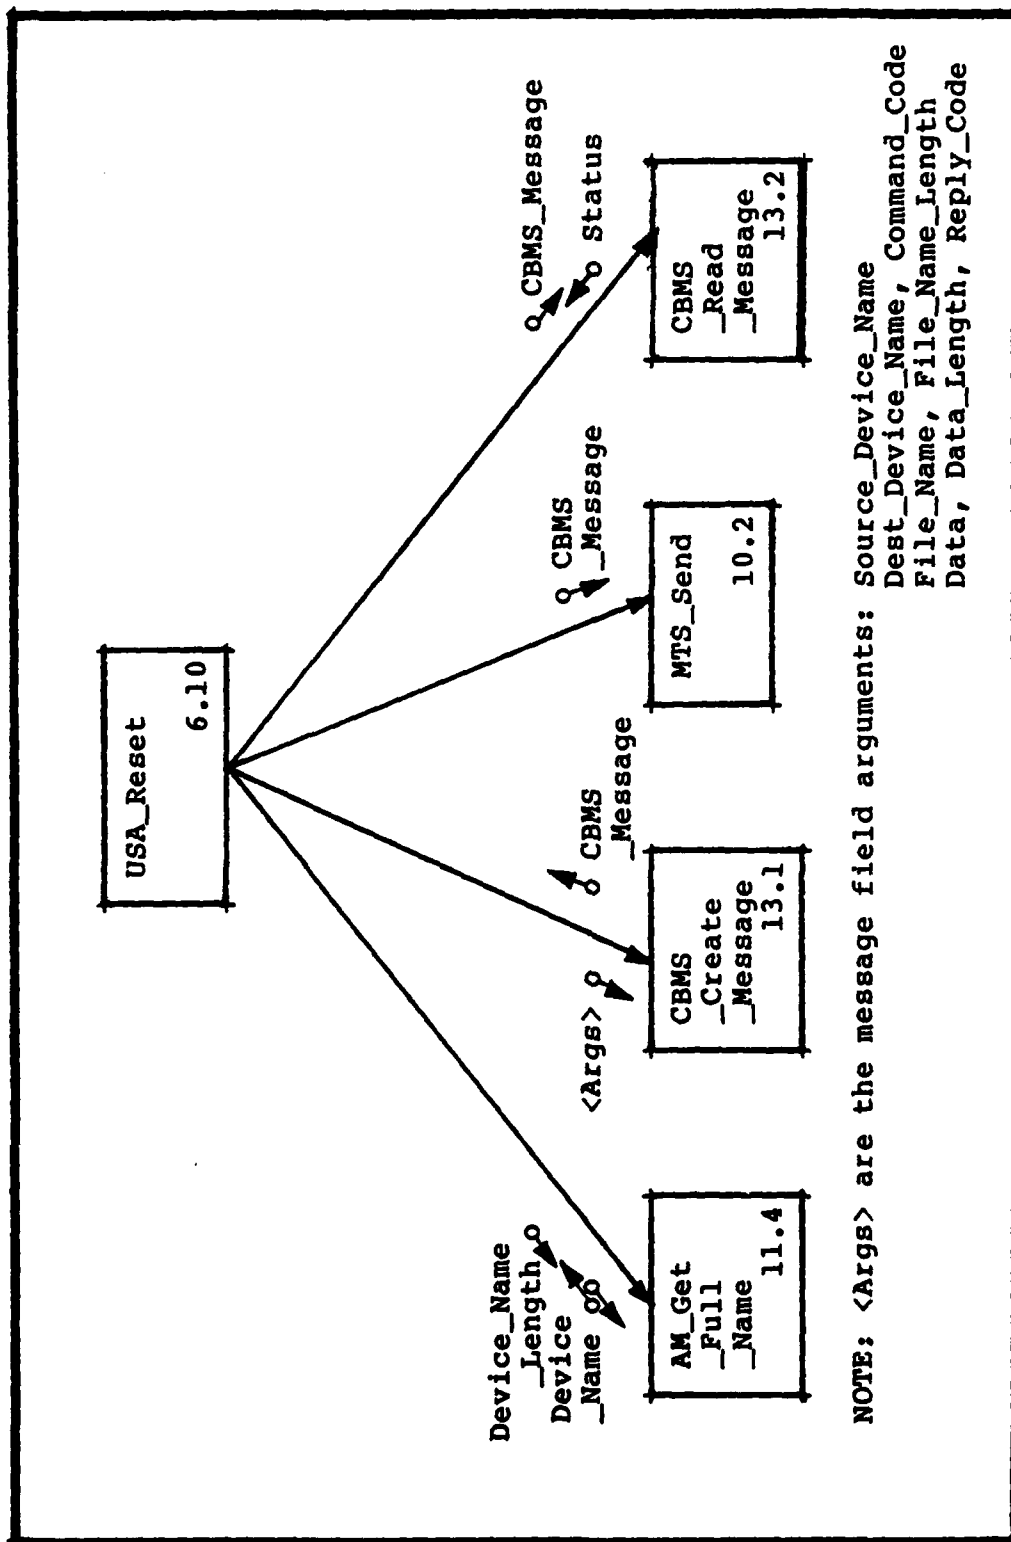 USA_Reset
6.10
Device_Name
_Length
Device
_Name
<Args>
CBMS
_Message
CBMS
_Message
CBMS_Message
Status
AM_Get
_Full
_Name
11.4
CBMS
_Create
_Message
13.1
MTS_Send
10.2
CBMS
_Read
_Message
13.2
NOTE: <Args> are the message field arguments: Source_Device_Name
Dest_Device_Name, Command_Code
File_Name, File_Name_Length
Data, Data_Length, Reply_Code